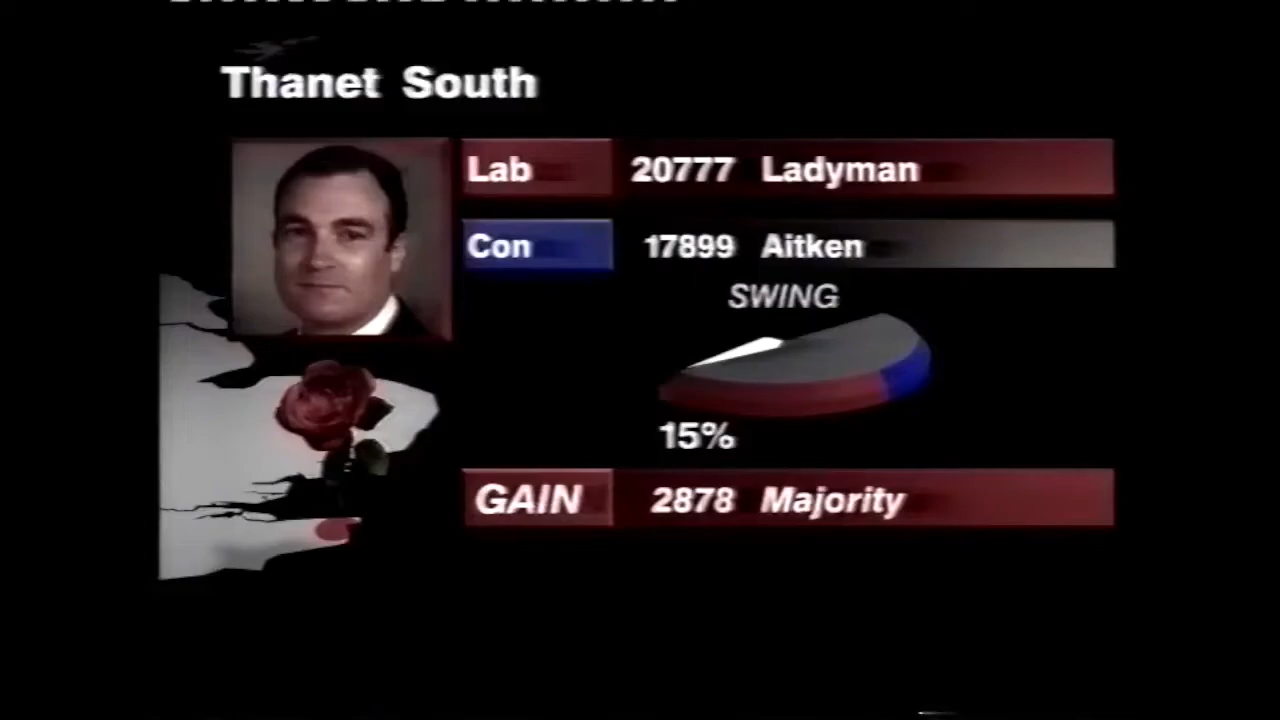 Thanet South
Lab 20777 Ladyman
Con 17899 Aitken
SWING
15%
GAIN 2878 Majority